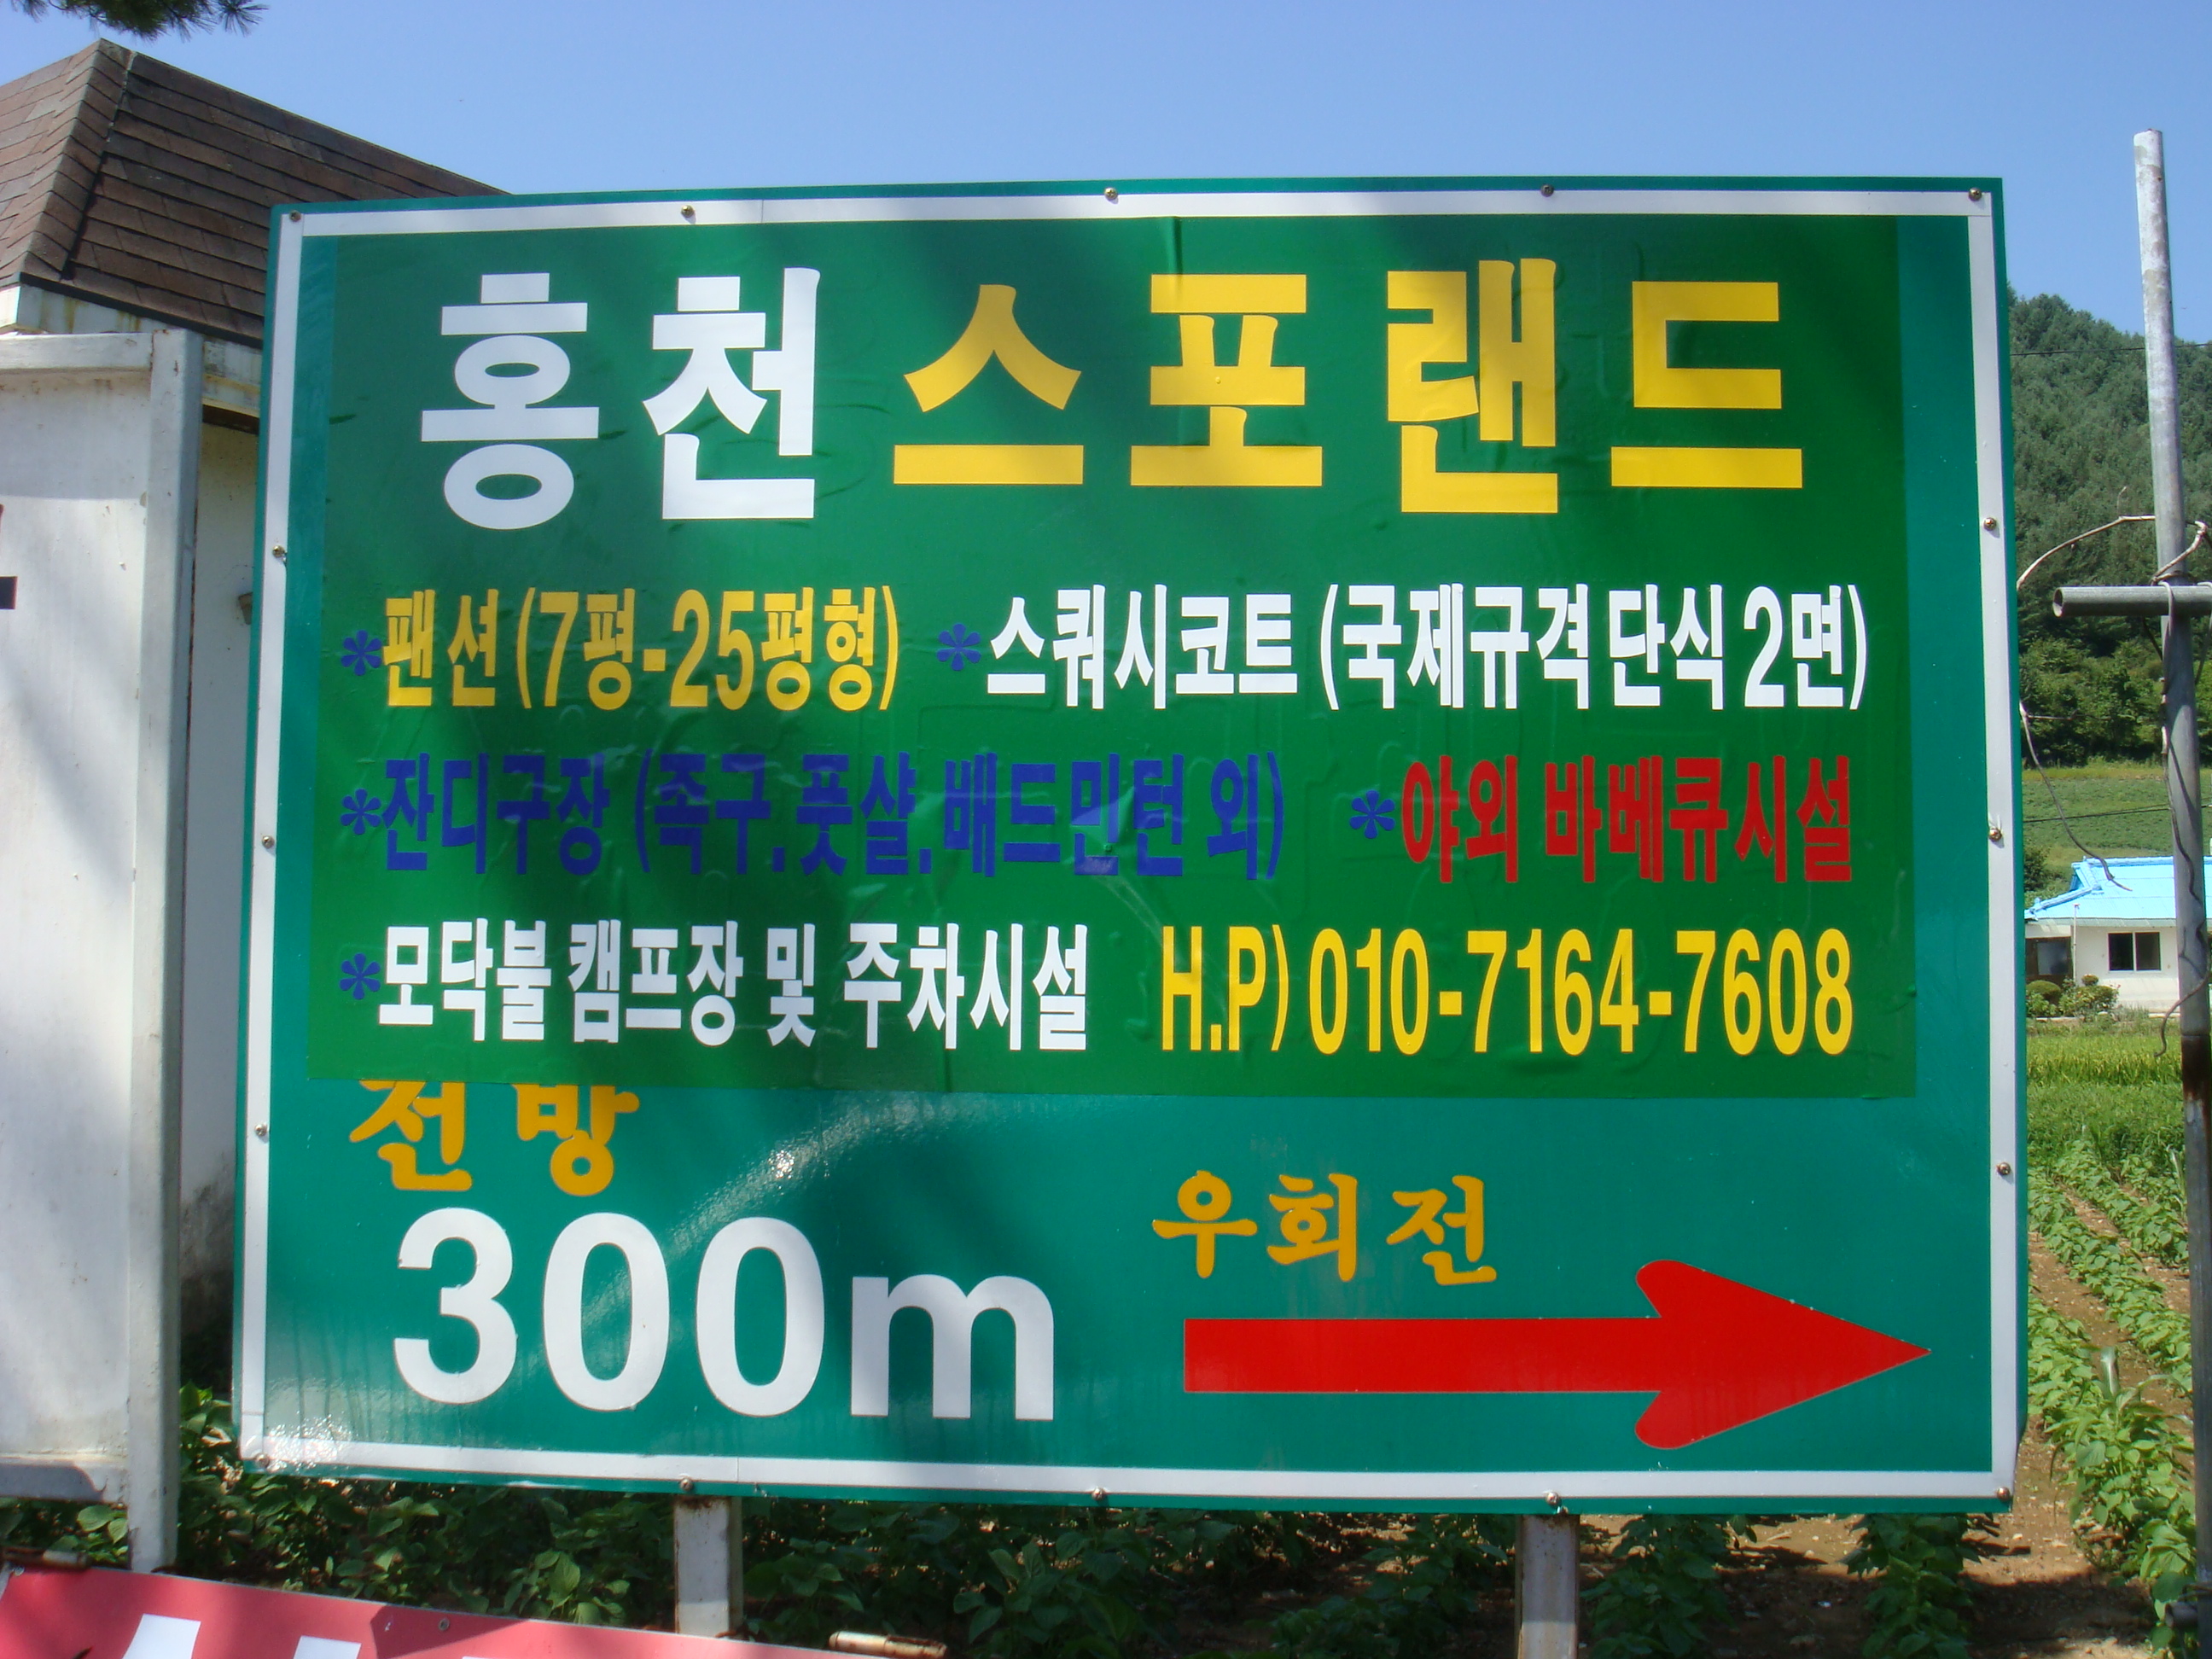 홍천스포랜드
*팬션(7평-25평형) *스쿼시코트(국제규격 단식 2면)
*잔디구장(족구.풋살.배드민턴 외) *야외 바베큐시설
*모닥불 캠프장 및 주차시설 H.P) 010-7164-7608
전방
우회전
300m